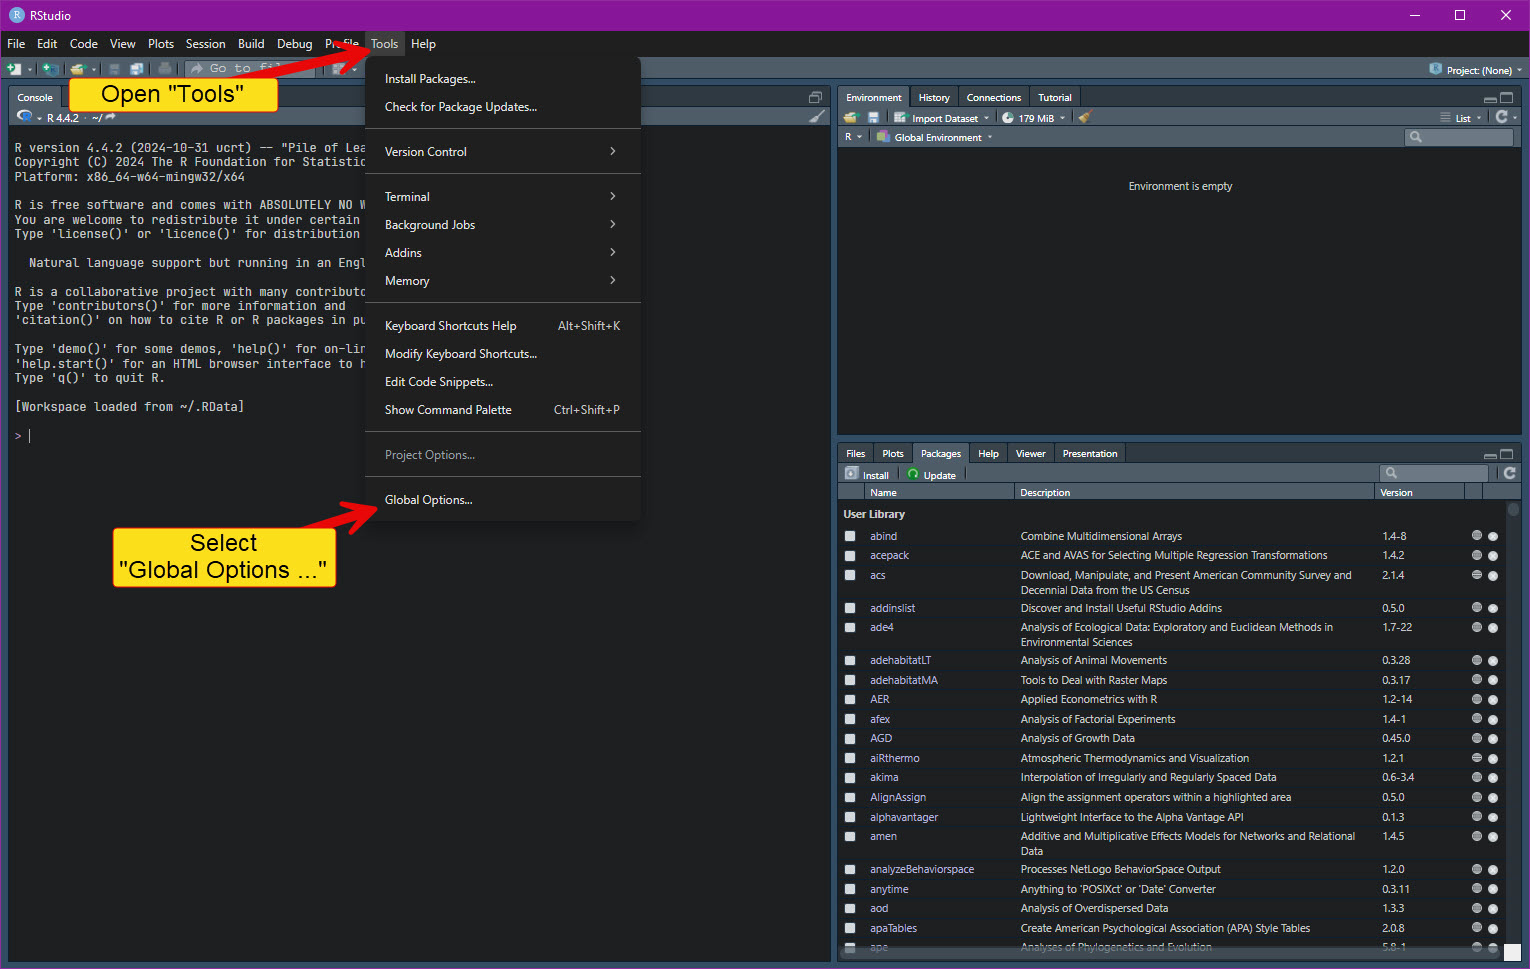 RStudio
File Edit Code View Plots Session Build Debug Profile Tools Help
Go to
Project: (None)
Open "Tools"
Console
R 4.4.2 · ~/
R version 4.4.2 (2024-10-31 ucrt) -- "Pile of Lea
Copyright (C) 2024 The R Foundation for Statistic
Platform: x86_64-w64-mingw32/x64
R is free software and comes with ABSOLUTELY NO W
You are welcome to redistribute it under certain
Type 'license()' or 'licence()' for distribution
Natural language support but running in an Engl
R is a collaborative project with many contributo
Type 'contributors()' for more information and
'citation()' on how to cite R or R packages in pu
Type 'demo()' for some demos, 'help()' for on-lin
'help.start()' for an HTML browser interface to h
Type 'q()' to quit R.
[Workspace loaded from ~/.RData]
>
Install Packages...
Check for Package Updates...
Version Control
Terminal
Background Jobs
Addins
Memory
Keyboard Shortcuts Help Alt+Shift+K
Modify Keyboard Shortcuts...
Edit Code Snippets...
Show Command Palette Ctrl+Shift+P
Project Options...
Global Options...
Select
"Global Options ..."
Environment History Connections Tutorial
Import Dataset 179 MiB List
R Global Environment
Environment is empty
Files Plots Packages Help Viewer Presentation
Install Update
Name Description Version
User Library
abind Combine Multidimensional Arrays 1.4-8
acepack ACE and AVAS for Selecting Multiple Regression Transformations 1.4.2
acs Download, Manipulate, and Present American Community Survey and 2.1.4
Decennial Data from the US Census
addinslist Discover and Install Useful RStudio Addins 0.5.0
ade4 Analysis of Ecological Data: Exploratory and Euclidean Methods in 1.7-22
Environmental Sciences
adehabitatLT Analysis of Animal Movements 0.3.28
adehabitatMA Tools to Deal with Raster Maps 0.3.17
AER Applied Econometrics with R 1.2-14
afex Analysis of Factorial Experiments 1.4-1
AGD Analysis of Growth Data 0.45.0
aiRthermo Atmospheric Thermodynamics and Visualization 1.2.1
akima Interpolation of Irregularly and Regularly Spaced Data 0.6-3.4
AlignAssign Align the assignment operators within a highlighted area 0.5.0
alphavantager Lightweight Interface to the Alpha Vantage API 0.1.3
amen Additive and Multiplicative Effects Models for Networks and Relational 1.4.5
Data
analyzeBehaviorspace Processes NetLogo BehaviorSpace Output 1.2.0
anytime Anything to 'POSIXct' or 'Date' Converter 0.3.11
aod Analysis of Overdispersed Data 1.3.3
apaTables Create American Psychological Association (APA) Style Tables 2.0.8
ape Analyses of Phylogenetics and Evolution 5.8-1